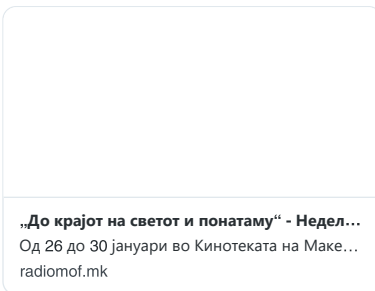 „До крајот на светот и понатаму“ - Недел...
Од 26 до 30 јануари во Кинотеката на Маке...
radiomof.mk